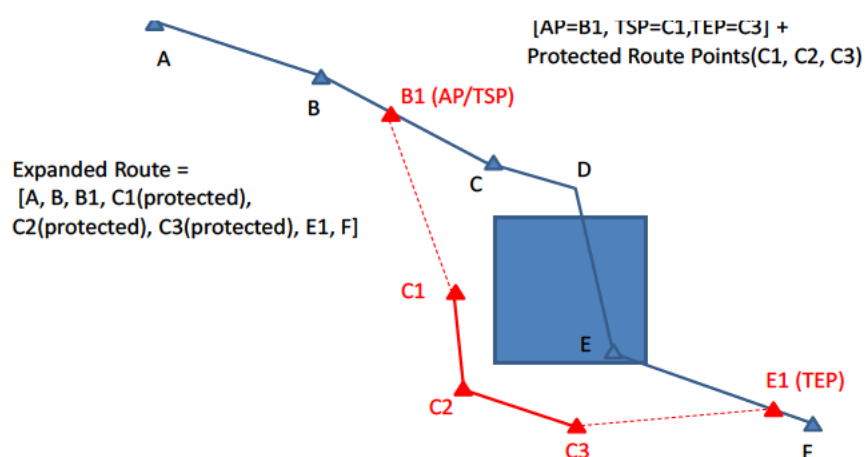 [AP=B1, TSP=C1,TEP=C3] +
Protected Route Points(C1, C2, C3)
A
B
B1 (AP/TSP)
Expanded Route =
[A, B, B1, C1(protected),
C2(protected), C3(protected), E1, F]
C
D
C1
E
E1 (TEP)
C2
C3
F